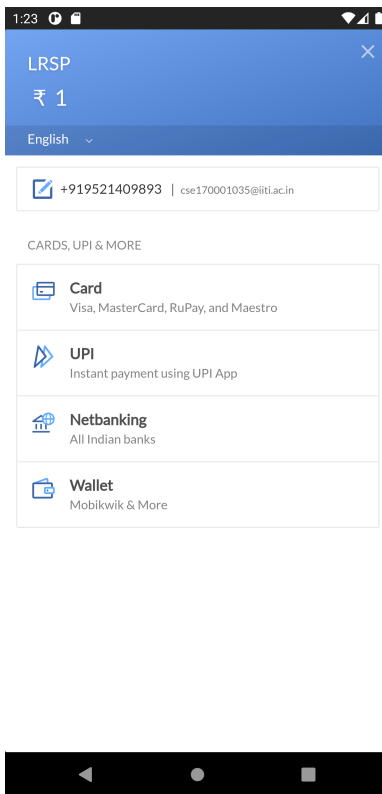 1:23
LRSP
₹ 1
English
+919521409893 | cse170001035@iiti.ac.in
CARDS, UPI & MORE
Card
Visa, MasterCard, RuPay, and Maestro
UPI
Instant payment using UPI App
Netbanking
All Indian banks
Wallet
Mobikwik & More